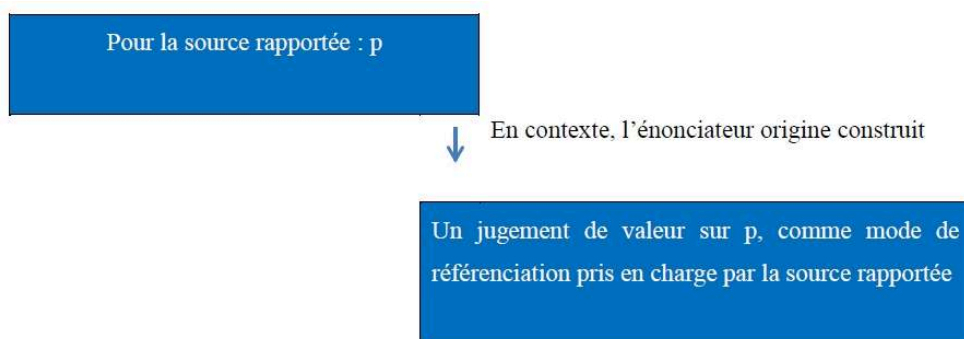 Pour la source rapportée : p
En contexte, l’énonciateur origine construit
Un jugement de valeur sur p, comme mode de
référenciation pris en charge par la source rapportée